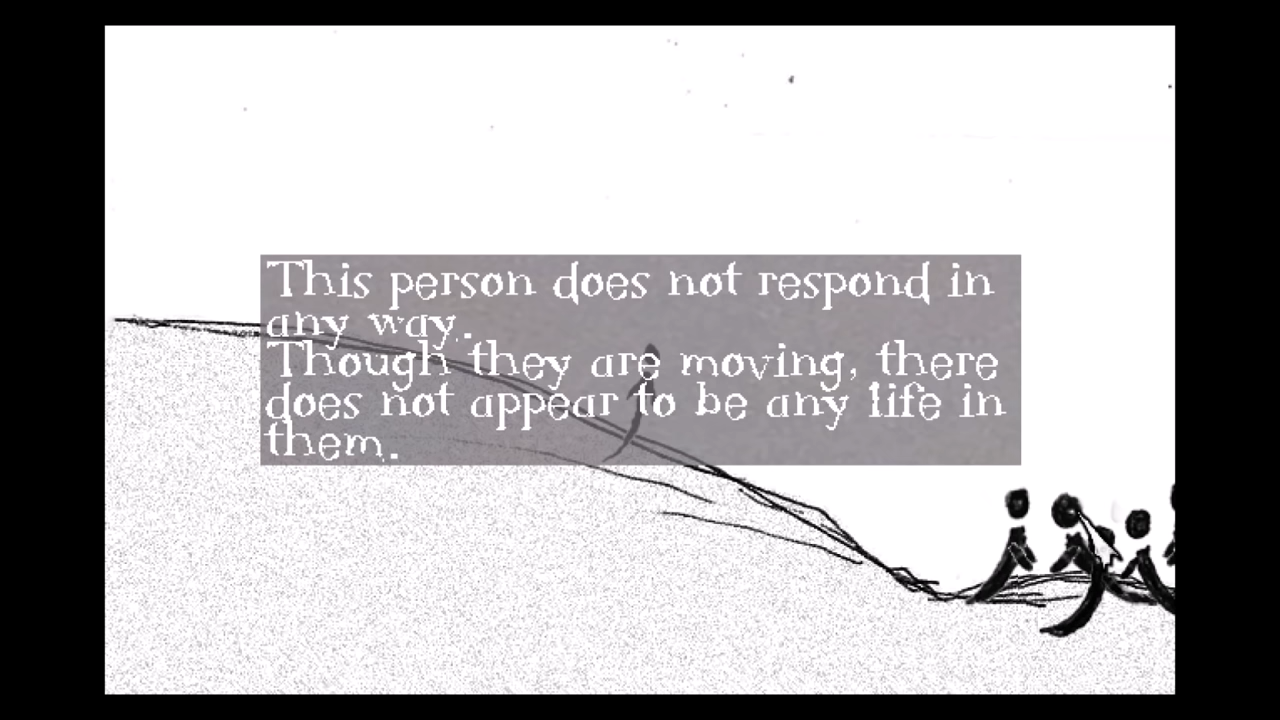 This person does not respond in
any way.
Though they are moving, there
does not appear to be any life in
them.